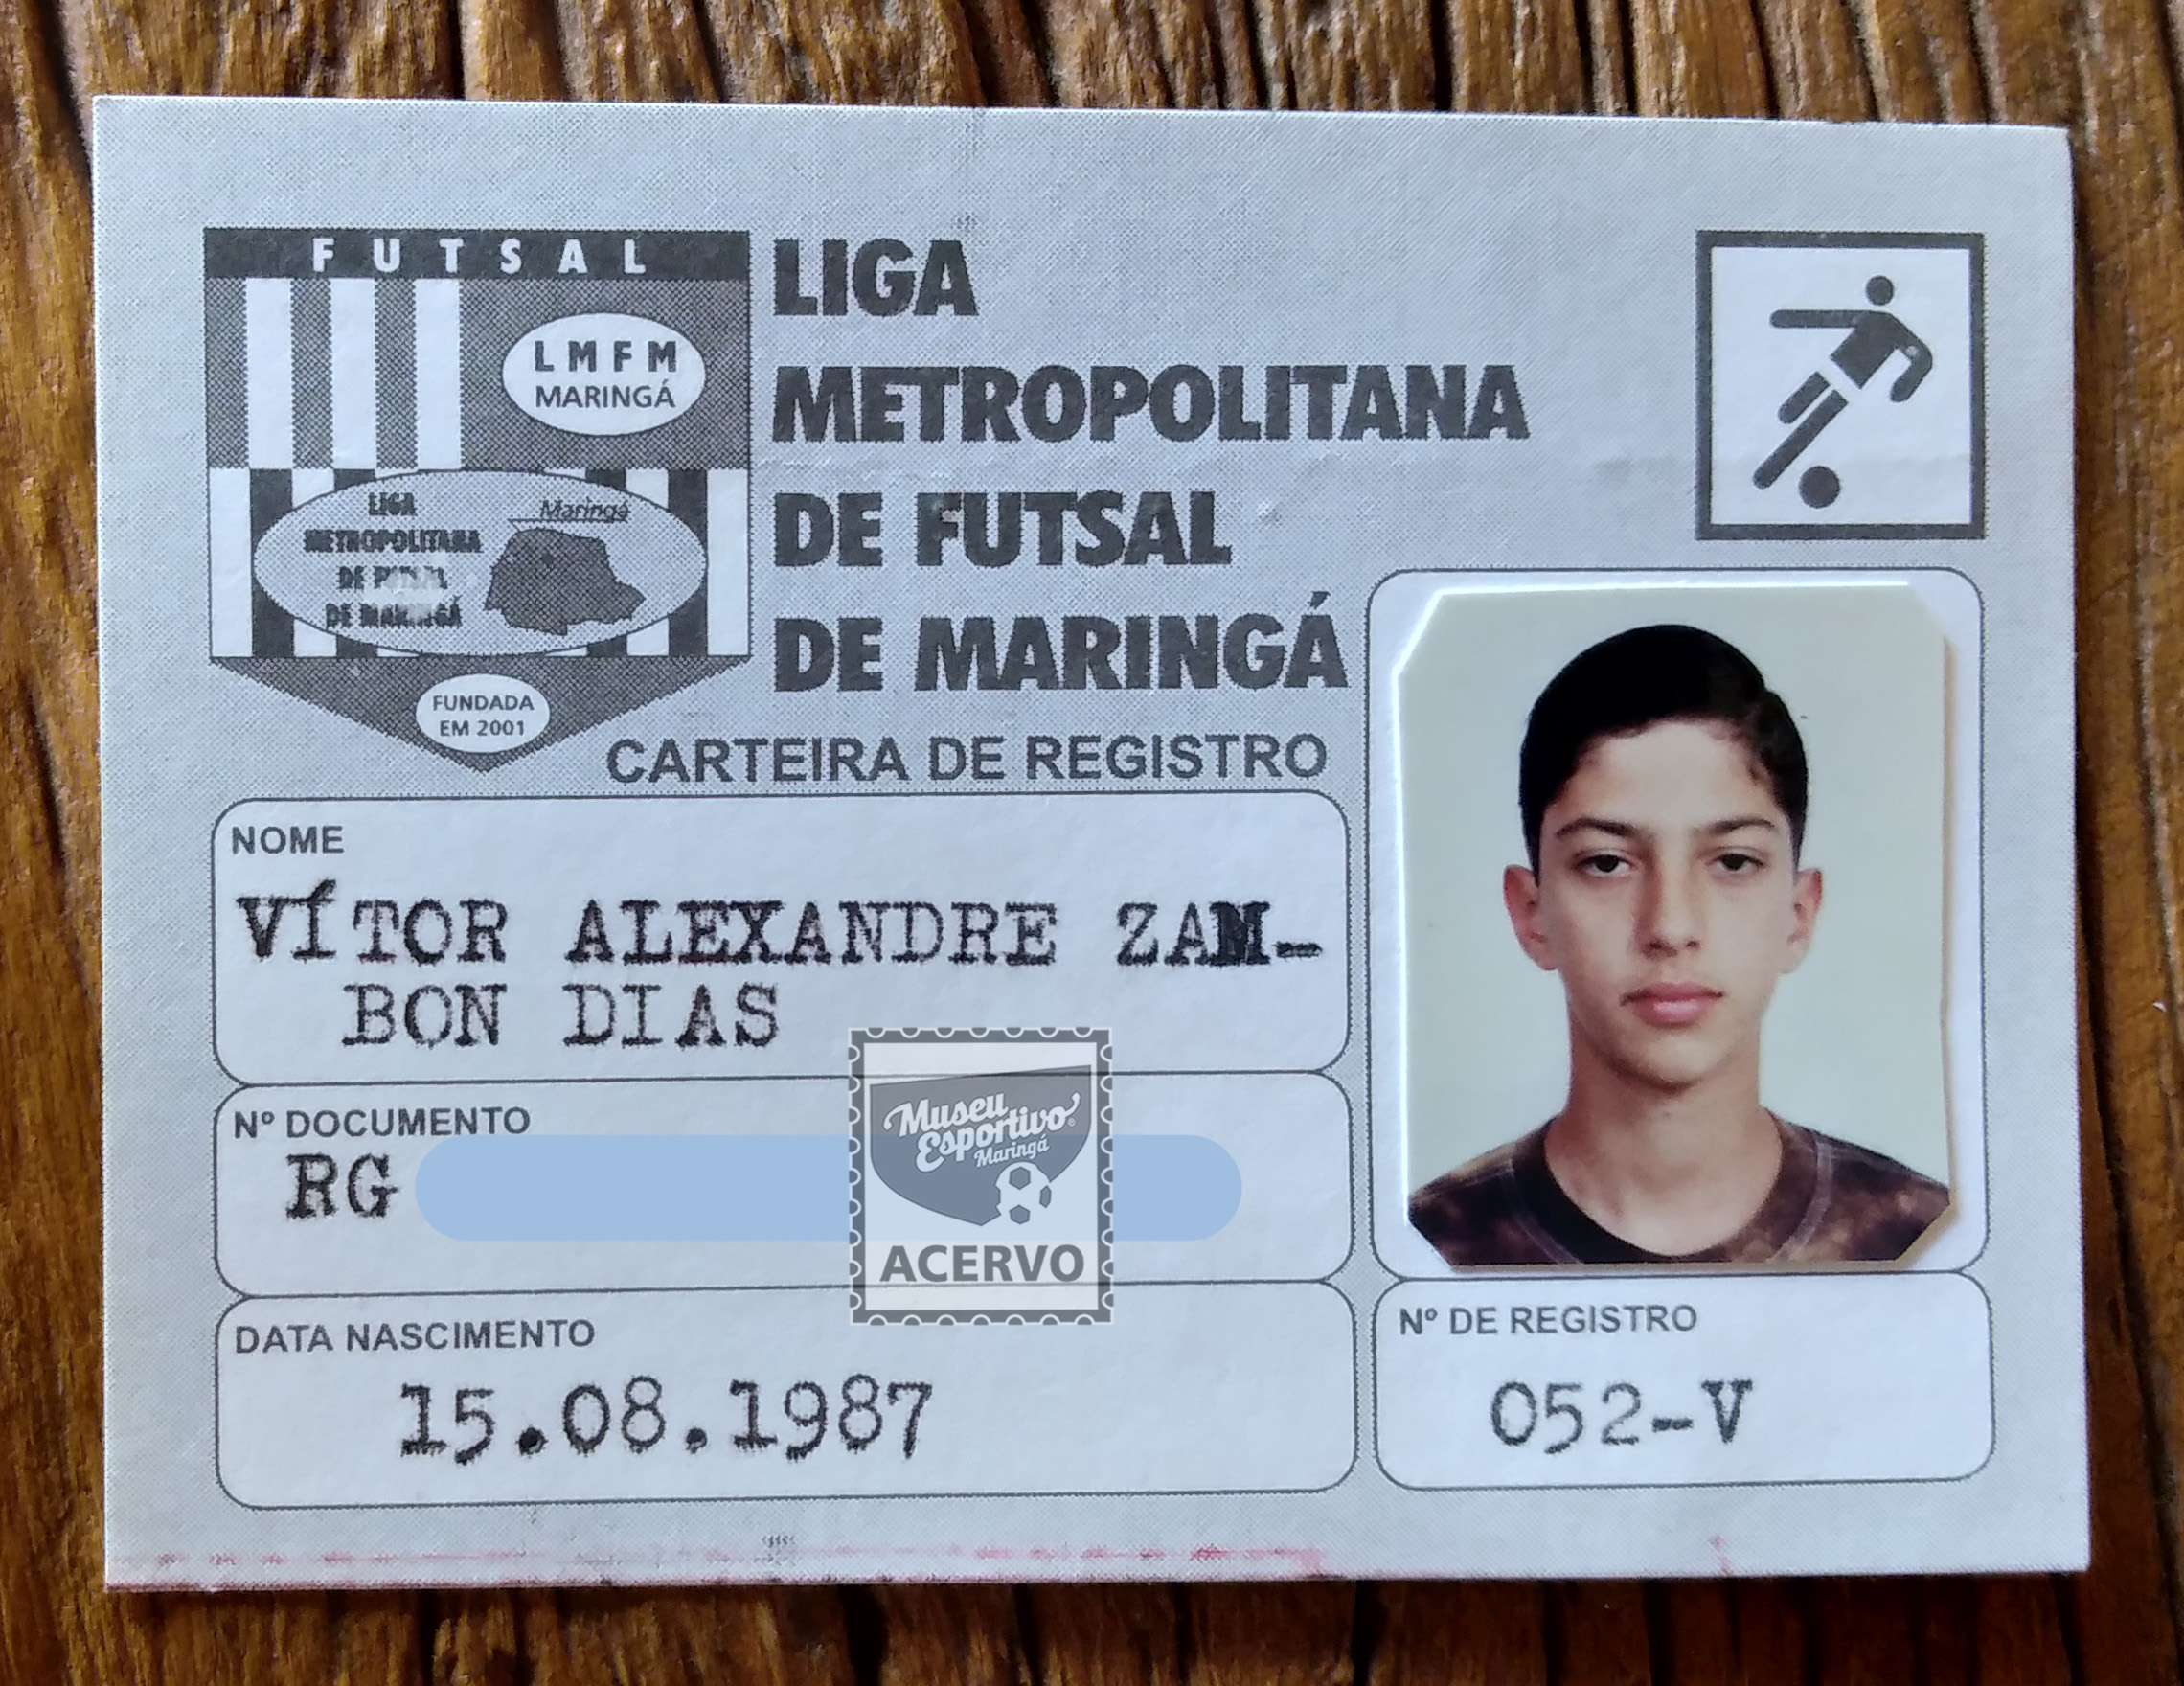 FUTSAL
LMFM
MARINGÁ
LIGA
METROPOLITANA
DE FUTSAL
DE MARINGÁ
Maringá
FUNDADA
EM 2001
LIGA
METROPOLITANA
DE FUTSAL
DE MARINGÁ
CARTEIRA DE REGISTRO
NOME
VÍTOR ALEXANDRE ZAM-
BON DIAS
Nº DOCUMENTO
RG
Museu
Esportivo®
Maringá
ACERVO
DATA NASCIMENTO
15.08.1987
Nº DE REGISTRO
052-V